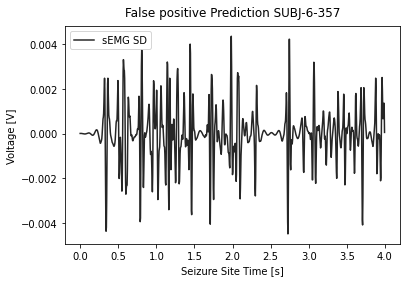 False positive Prediction SUBJ-6-357
sEMG SD
Voltage [V]
0.004
0.002
0.000
−0.002
−0.004
0.0 0.5 1.0 1.5 2.0 2.5 3.0 3.5 4.0
Seizure Site Time [s]